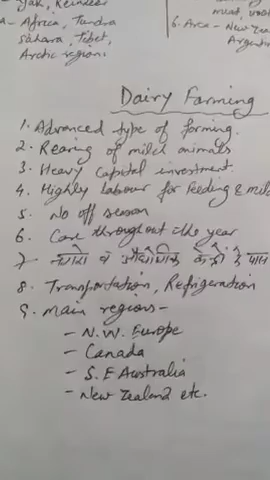 Yak, Reindeer
Africa, Tundra
Sahara, Tibet,
Arctic regions
meat,
6. Area - New Zea
Argentin
Dairy Farming
1. Advanced type of farming.
2. Rearing of milch animals
3. Heavy capital investment.
4. Highly labour for feeding & mil
5. No off season
6. Care throughout the year
7- नगरों व औद्योगिक केन्द्रों के पास
8. Transportation, Refrigeration
9. Main regions -
- N.W. Europe
- Canada
- S.E Australia
- New Zealand etc.